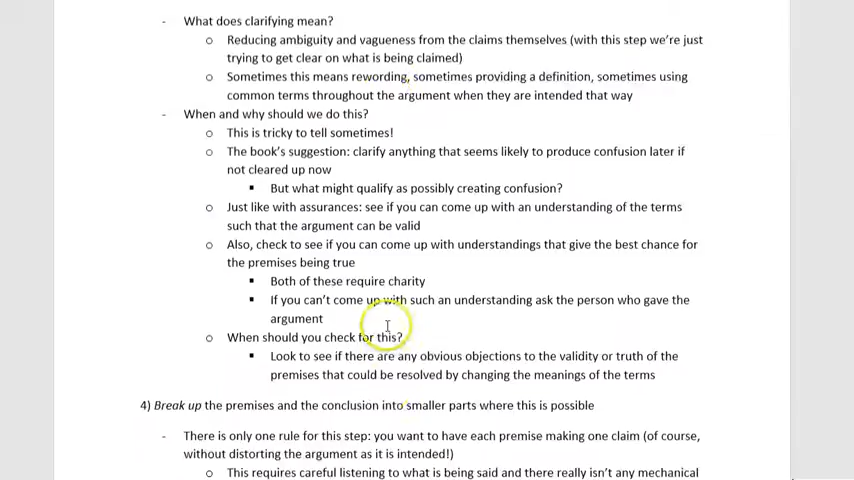 - What does clarifying mean?
o Reducing ambiguity and vagueness from the claims themselves (with this step we're just
trying to get clear on what is being claimed)
o Sometimes this means rewording, sometimes providing a definition, sometimes using
common terms throughout the argument when they are intended that way
- When and why should we do this?
o This is tricky to tell sometimes!
o The book's suggestion: clarify anything that seems likely to produce confusion later if
not cleared up now
▪ But what might qualify as possibly creating confusion?
o Just like with assurances: see if you can come up with an understanding of the terms
such that the argument can be valid
o Also, check to see if you can come up with understandings that give the best chance for
the premises being true
▪ Both of these require charity
▪ If you can't come up with such an understanding ask the person who gave the
argument
o When should you check for this?
▪ Look to see if there are any obvious objections to the validity or truth of the
premises that could be resolved by changing the meanings of the terms
4) Break up the premises and the conclusion into smaller parts where this is possible
- There is only one rule for this step: you want to have each premise making one claim (of course,
without distorting the argument as it is intended!)
o This requires careful listening to what is being said and there really isn't any mechanical